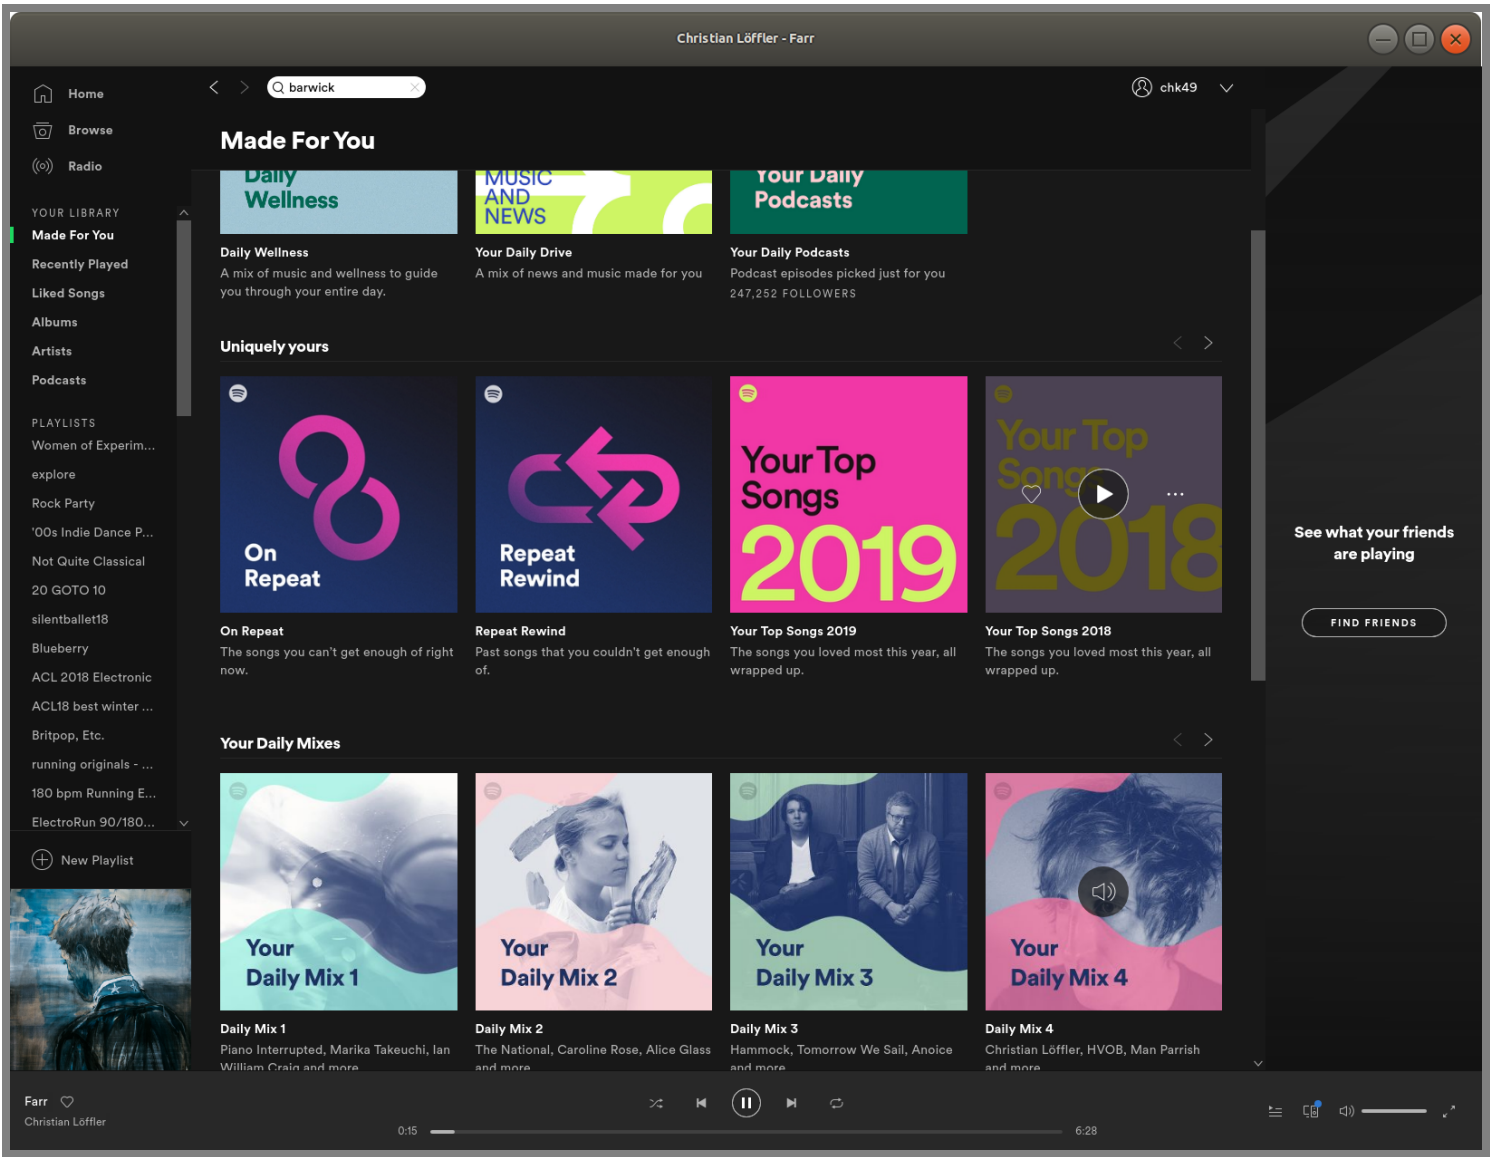 Christian Löffler - Farr
Home
Browse
Radio
YOUR LIBRARY
Made For You
Recently Played
Liked Songs
Albums
Artists
Podcasts
PLAYLISTS
Women of Experim...
explore
Rock Party
'00s Indie Dance P...
Not Quite Classical
20 GOTO 10
silentballet18
Blueberry
ACL 2018 Electronic
ACL18 best winter ...
Britpop, Etc.
running originals - ...
180 bpm Running E...
ElectroRun 90/180...
New Playlist
barwick
chk49
Made For You
Daily
Wellness
MUSIC
AND
NEWS
Your Daily
Podcasts
Daily Wellness
A mix of music and wellness to guide
you through your entire day.
Your Daily Drive
A mix of news and music made for you
Your Daily Podcasts
Podcast episodes picked just for you
247,252 FOLLOWERS
Uniquely yours
On
Repeat
Repeat
Rewind
Your Top
Songs
2019
Your Top
Songs
2018
On Repeat
The songs you can't get enough of right
now.
Repeat Rewind
Past songs that you couldn't get enough
of.
Your Top Songs 2019
The songs you loved most this year, all
wrapped up.
Your Top Songs 2018
The songs you loved most this year, all
wrapped up.
Your Daily Mixes
Your
Daily Mix 1
Your
Daily Mix 2
Your
Daily Mix 3
Your
Daily Mix 4
Daily Mix 1
Piano Interrupted, Marika Takeuchi, Ian
William Craig and more
Daily Mix 2
The National, Caroline Rose, Alice Glass
and more
Daily Mix 3
Hammock, Tomorrow We Sail, Anoice
and more
Daily Mix 4
Christian Löffler, HVOB, Man Parrish
and more
See what your friends
are playing
FIND FRIENDS
Farr
Christian Löffler
0:15
6:28